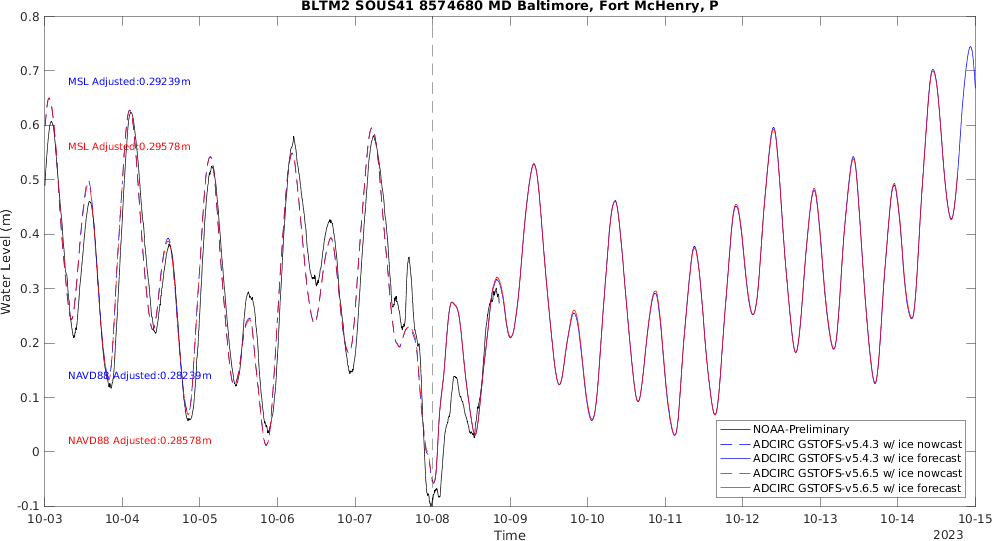 BLTM2 SOUS41 8574680 MD Baltimore, Fort McHenry, P
0.8
0.7
0.6
0.5
0.4
0.3
0.2
0.1
0
-0.1
Water Level (m)
MSL Adjusted:0.29239m
MSL Adjusted:0.29578m
NAVD88 Adjusted:0.28239m
NAVD88 Adjusted:0.28578m
NOAA-Preliminary
ADCIRC GSTOFS-v5.4.3 w/ ice nowcast
ADCIRC GSTOFS-v5.4.3 w/ ice forecast
ADCIRC GSTOFS-v5.6.5 w/ ice nowcast
ADCIRC GSTOFS-v5.6.5 w/ ice forecast
10-03 10-04 10-05 10-06 10-07 10-08 10-09 10-10 10-11 10-12 10-13 10-14 10-15
Time
2023